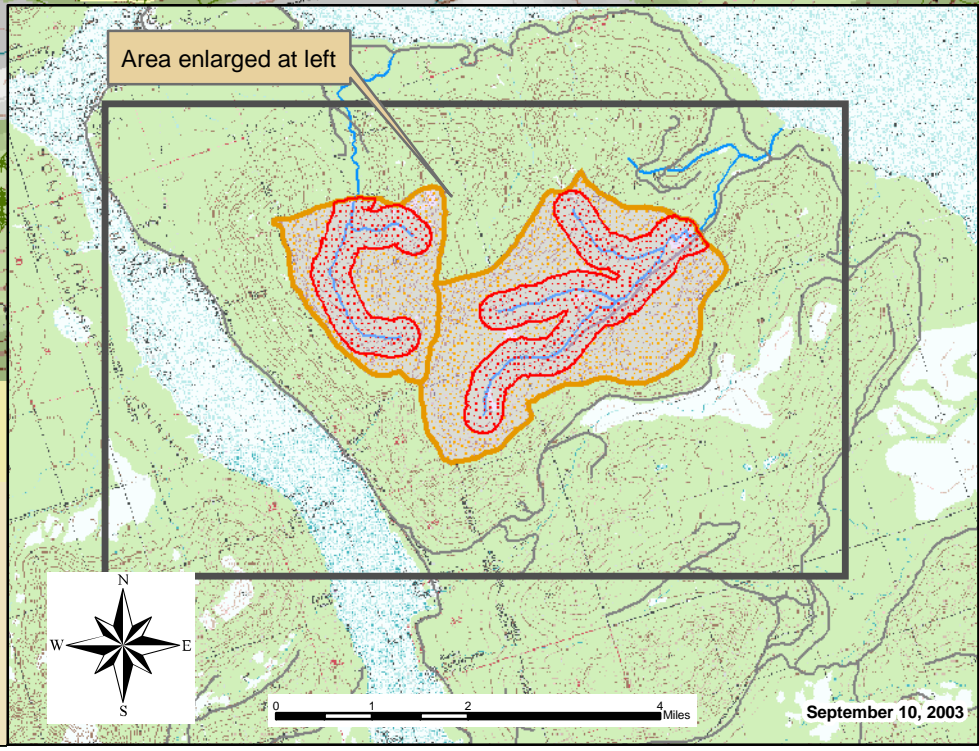 Area enlarged at left
N
W E
S
0 1 2 4
Miles
September 10, 2003